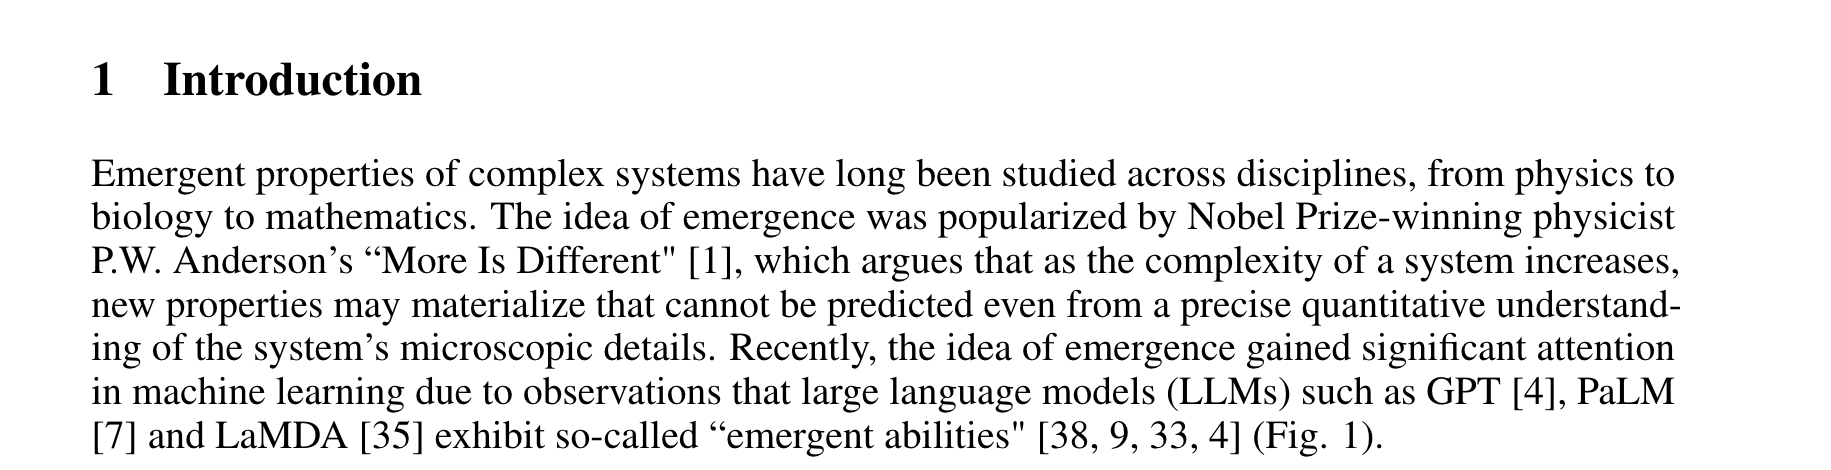 1 Introduction
Emergent properties of complex systems have long been studied across disciplines, from physics to
biology to mathematics. The idea of emergence was popularized by Nobel Prize-winning physicist
P.W. Anderson’s “More Is Different" [1], which argues that as the complexity of a system increases,
new properties may materialize that cannot be predicted even from a precise quantitative understand-
ing of the system’s microscopic details. Recently, the idea of emergence gained significant attention
in machine learning due to observations that large language models (LLMs) such as GPT [4], PaLM
[7] and LaMDA [35] exhibit so-called “emergent abilities" [38, 9, 33, 4] (Fig. 1).